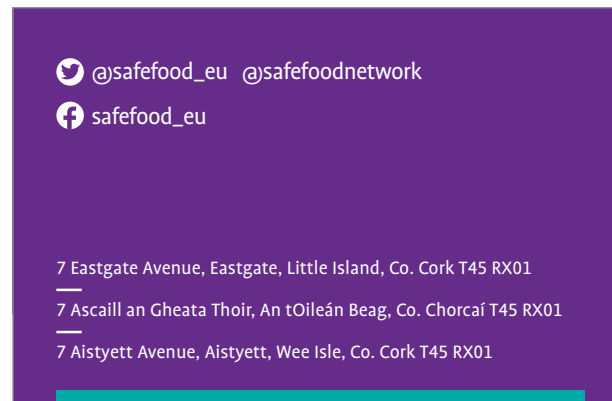 @safefood_eu @safefoodnetwork
safefood_eu
7 Eastgate Avenue, Eastgate, Little Island, Co. Cork T45 RX01
7 Ascaill an Gheata Thoir, An tOileán Beag, Co. Chorcaí T45 RX01
7 Aistyett Avenue, Aistyett, Wee Isle, Co. Cork T45 RX01